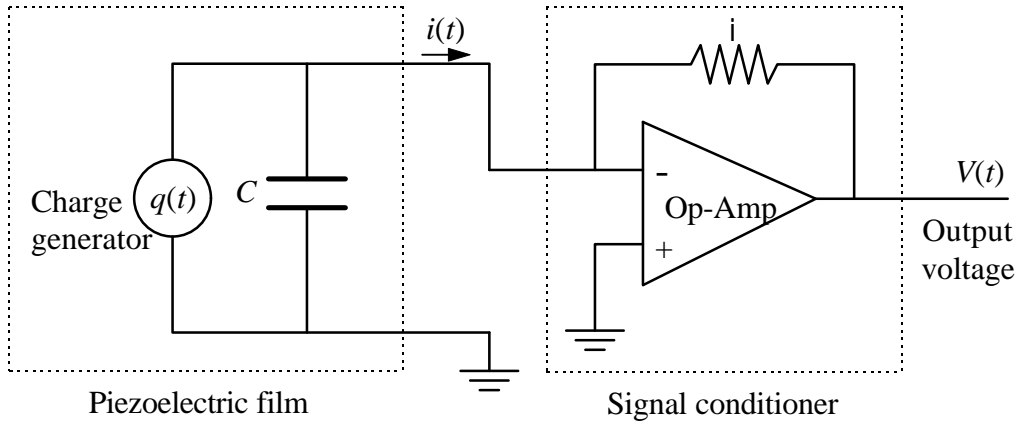 i(t)
i
Charge
generator
q(t)
C
-
Op-Amp
+
V(t)
Output
voltage
Piezoelectric film
Signal conditioner